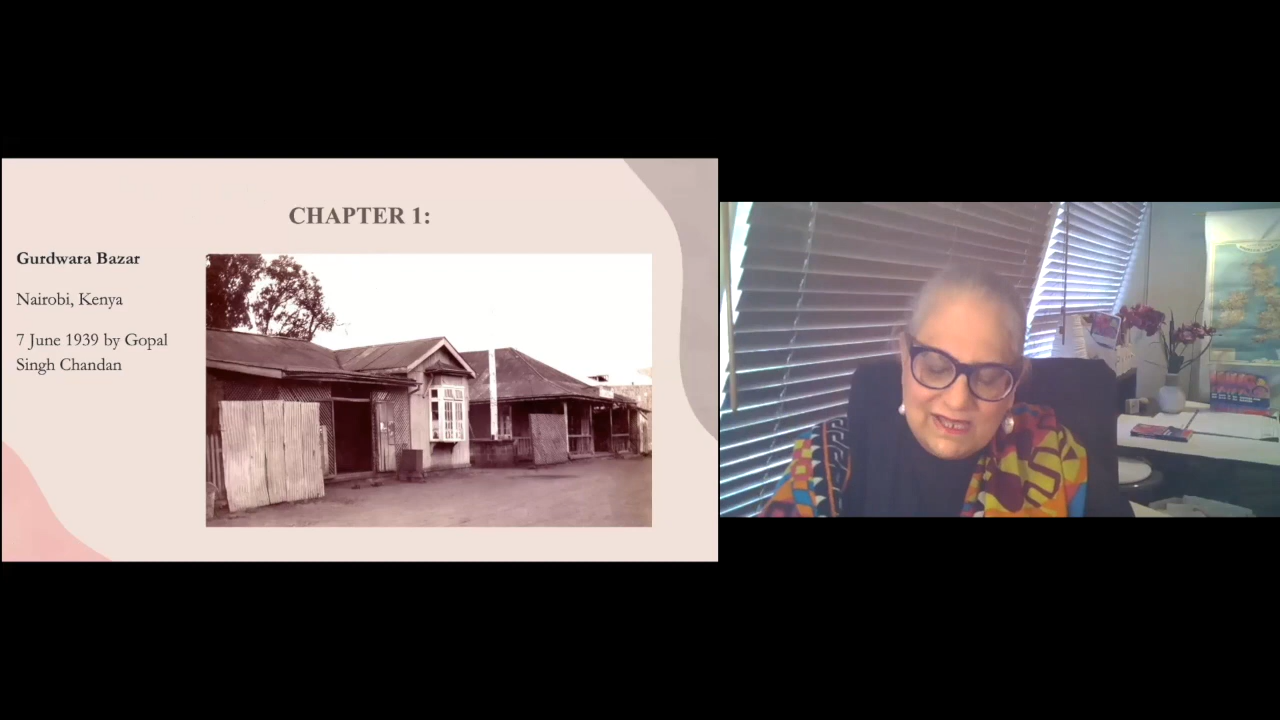 CHAPTER 1:
Gurdwara Bazar
Nairobi, Kenya
7 June 1939 by Gopal
Singh Chandan